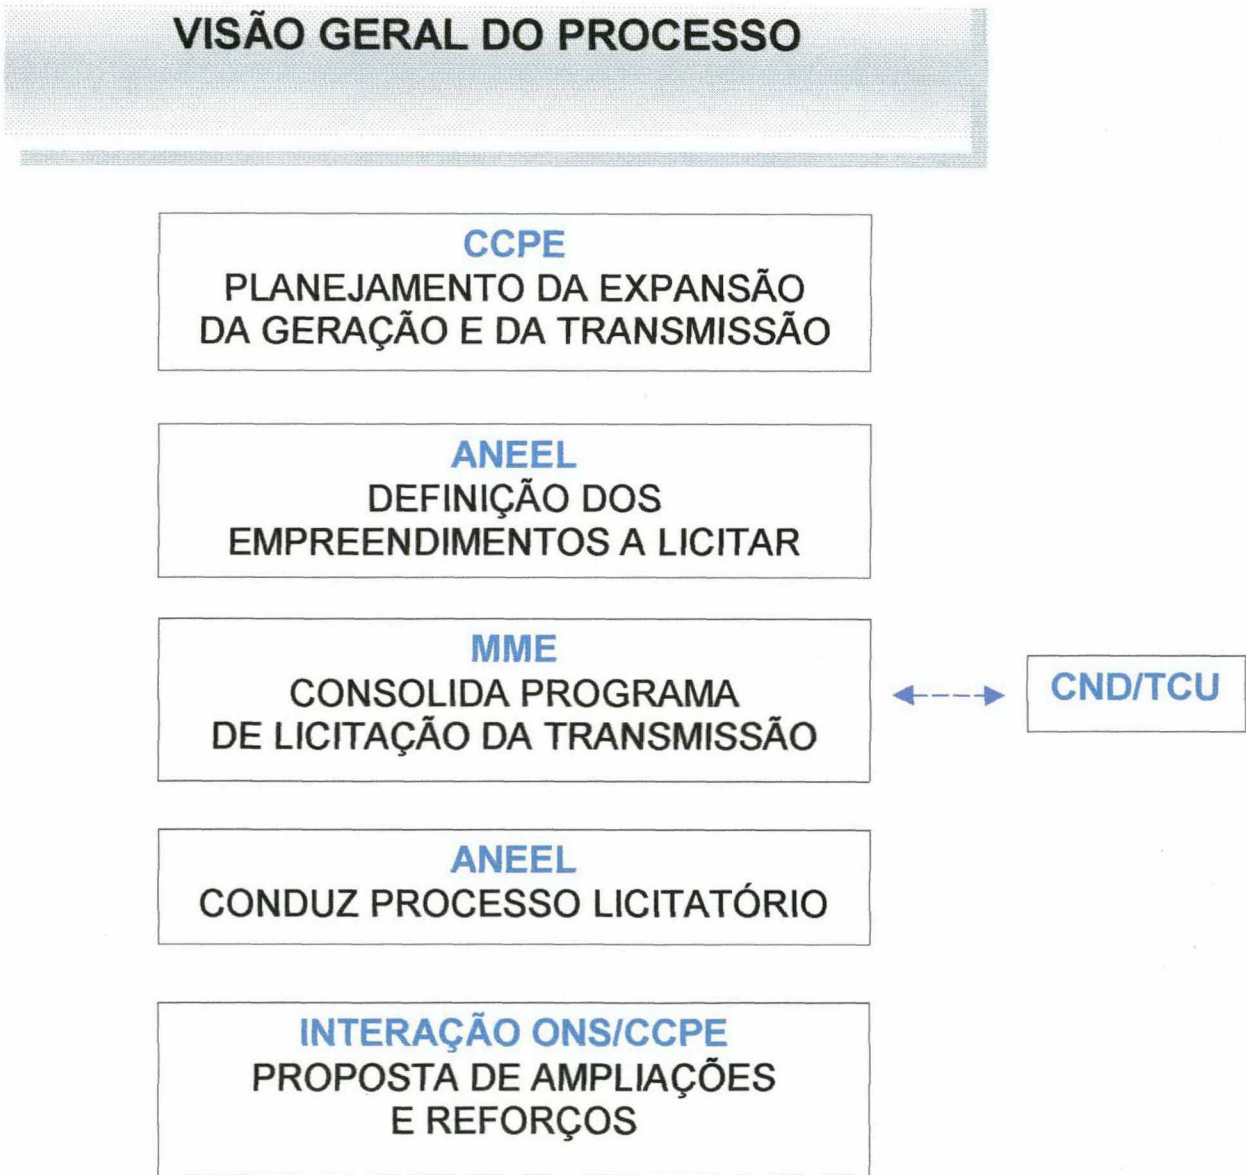 VISÃO GERAL DO PROCESSO
CCPE
PLANEJAMENTO DA EXPANSÃO
DA GERAÇÃO E DA TRANSMISSÃO
ANEEL
DEFINIÇÃO DOS
EMPREENDIMENTOS A LICITAR
MME
CONSOLIDA PROGRAMA
DE LICITAÇÃO DA TRANSMISSÃO
CND/TCU
ANEEL
CONDUZ PROCESSO LICITATÓRIO
INTERAÇÃO ONS/CCPE
PROPOSTA DE AMPLIAÇÕES
E REFORÇOS